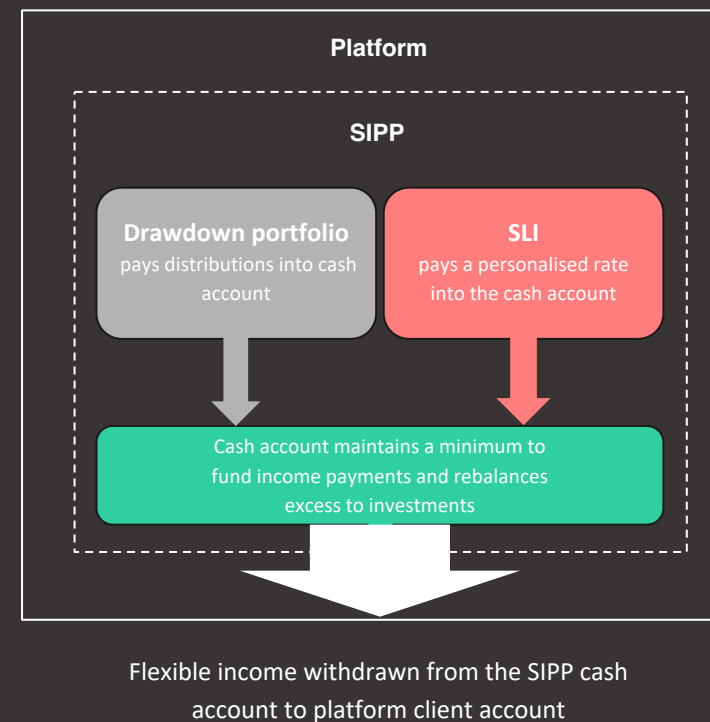 Platform
SIPP
Drawdown portfolio
pays distributions into cash
account
SLI
pays a personalised rate
into the cash account
Cash account maintains a minimum to
fund income payments and rebalances
excess to investments
Flexible income withdrawn from the SIPP cash
account to platform client account